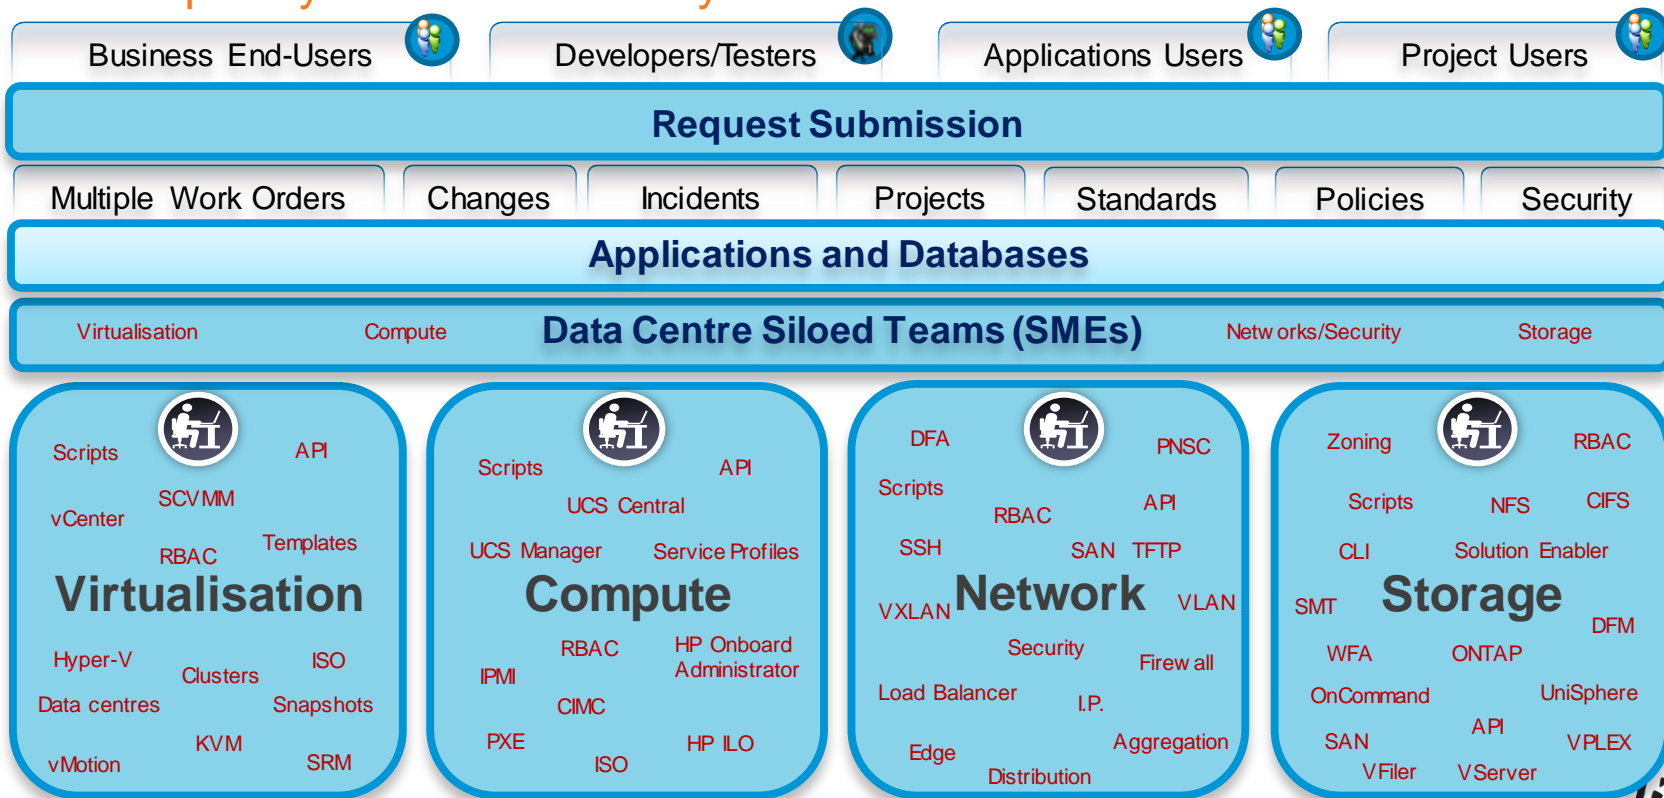 Business End-Users
Developers/Testers
Applications Users
Project Users
Request Submission
Multiple Work Orders
Changes
Incidents
Projects
Standards
Policies
Security
Applications and Databases
Virtualisation
Compute
Data Centre Siloed Teams (SMEs)
Networks/Security
Storage
Scripts
API
SCVMM
vCenter
Templates
RBAC
Virtualisation
Hyper-V
ISO
Clusters
Data centres
Snapshots
KVM
vMotion
SRM
Scripts
API
UCS Central
UCS Manager
Service Profiles
Compute
RBAC
HP Onboard
Administrator
IPMI
CIMC
PXE
HP ILO
ISO
DFA
PNSC
Scripts
API
RBAC
SSH
SAN
TFTP
Network
VXLAN
VLAN
Security
Firewall
Load Balancer
I.P.
Aggregation
Edge
Distribution
Zoning
RBAC
Scripts
NFS
CIFS
CLI
Solution Enabler
Storage
SMT
DFM
WFA
ONTAP
OnCommand
UniSphere
API
SAN
VPLEX
VFiler
VServer